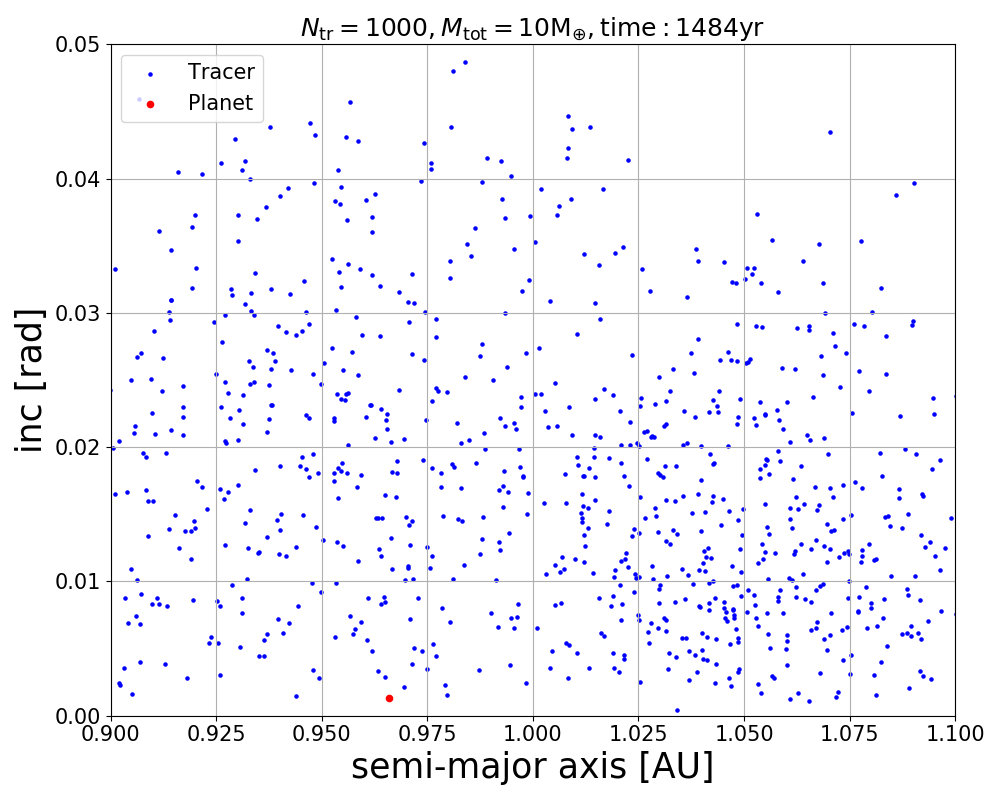 N_tr = 1000, M_tot = 10M_⊕, time : 1484yr
Tracer
Planet
0.05
0.04
0.03
0.02
0.01
0.00
inc [rad]
0.900 0.925 0.950 0.975 1.000 1.025 1.050 1.075 1.100
semi-major axis [AU]